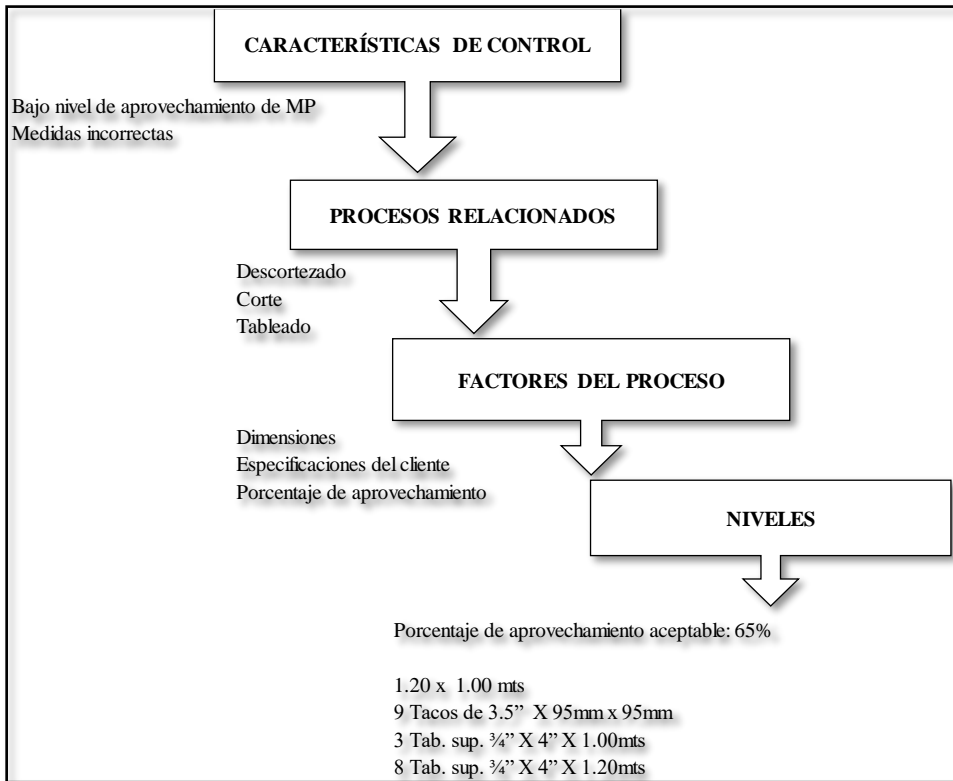 CARACTERÍSTICAS DE CONTROL
Bajo nivel de aprovechamiento de MP
Medidas incorrectas
PROCESOS RELACIONADOS
Descortezado
Corte
Tableado
FACTORES DEL PROCESO
Dimensiones
Especificaciones del cliente
Porcentaje de aprovechamiento
NIVELES
Porcentaje de aprovechamiento aceptable: 65%
1.20 x 1.00 mts
9 Tacos de 3.5” X 95mm x 95mm
3 Tab. sup. ¾” X 4” X 1.00mts
8 Tab. sup. ¾” X 4” X 1.20mts